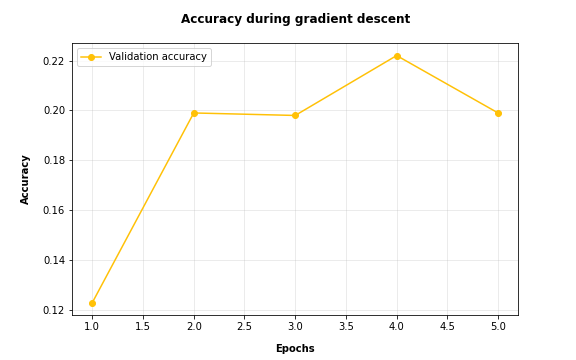 Accuracy during gradient descent
Validation accuracy
0.22
0.20
0.18
0.16
0.14
0.12
Accuracy
1.0 1.5 2.0 2.5 3.0 3.5 4.0 4.5 5.0
Epochs